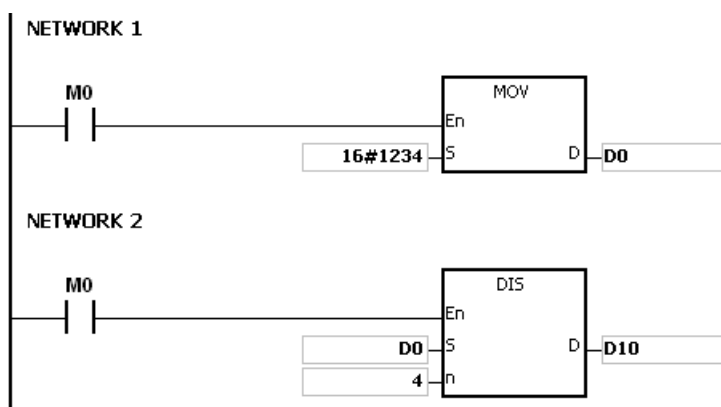 NETWORK 1
M0
MOV
En
16#1234 S D D0
NETWORK 2
M0
DIS
En
D0 S D D10
4 n